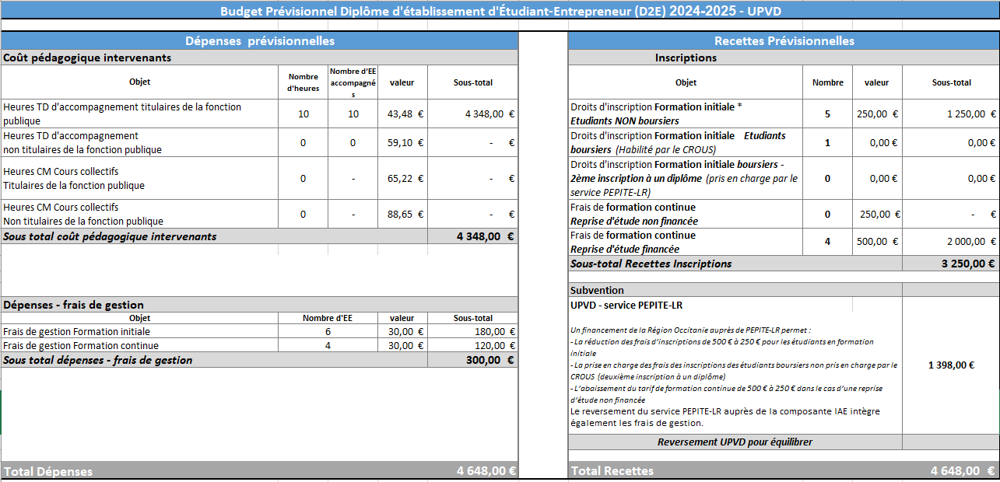 Budget Prévisionnel Diplôme d'établissement d'Étudiant-Entrepreneur (D2E) 2024-2025 - UPVD
Dépenses prévisionnelles
Coût pédagogique intervenants
Objet
Nombre
d'heures
Nombre d'EE
accompagné
s
valeur
Sous-total
Heures TD d'accompagnement titulaires de la fonction
publique
10
10
43,48 €
4 348,00 €
Heures TD d'accompagnement
non titulaires de la fonction publique
0
0
59,10 €
- €
Heures CM Cours collectifs
Titulaires de la fonction publique
0
-
65,22 €
- €
Heures CM Cours collectifs
Non titulaires de la fonction publique
0
-
88,65 €
- €
Sous total coût pédagogique intervenants
4 348,00 €
Dépenses - frais de gestion
Objet
Nombre d'EE
valeur
Sous-total
Frais de gestion Formation initiale
6
30,00 €
180,00 €
Frais de gestion Formation continue
4
30,00 €
120,00 €
Sous total dépenses - frais de gestion
300,00 €
Total Dépenses
4 648,00 €
Recettes Prévisionnelles
Inscriptions
Objet
Nombre
valeur
Sous-total
Droits d'inscription Formation initiale *
Etudiants NON boursiers
5
250,00 €
1 250,00 €
Droits d'inscription Formation initiale Etudiants
boursiers (Habilité par le CROUS)
1
0,00 €
0,00 €
Droits d'inscription Formation initiale boursiers -
2ème inscription à un diplôme (pris en charge par le
service PEPITE-LR)
0
0,00 €
0,00 €
Frais de formation continue
Reprise d'étude non financée
0
250,00 €
- €
Frais de formation continue
Reprise d'étude financée
4
500,00 €
2 000,00 €
Sous-total Recettes Inscriptions
3 250,00 €
Subvention
UPVD - service PEPITE-LR
Un financement de la Région Occitanie auprès de PEPITE-LR permet :
- La réduction des frais d'inscriptions de 500 € à 250 € pour les étudiants en formation
initiale
- La prise en charge des frais des inscriptions des étudiants boursiers non pris en charge par le
CROUS (deuxième inscription à un diplôme)
- L'abaissement du tarif de formation continue de 500 € à 250 € dans le cas d'une reprise
d'étude non financée
Le reversement du service PEPITE-LR auprès de la composante IAE intègre
également les frais de gestion.
1 398,00 €
Reversement UPVD pour équilibrer
Total Recettes
4 648,00 €